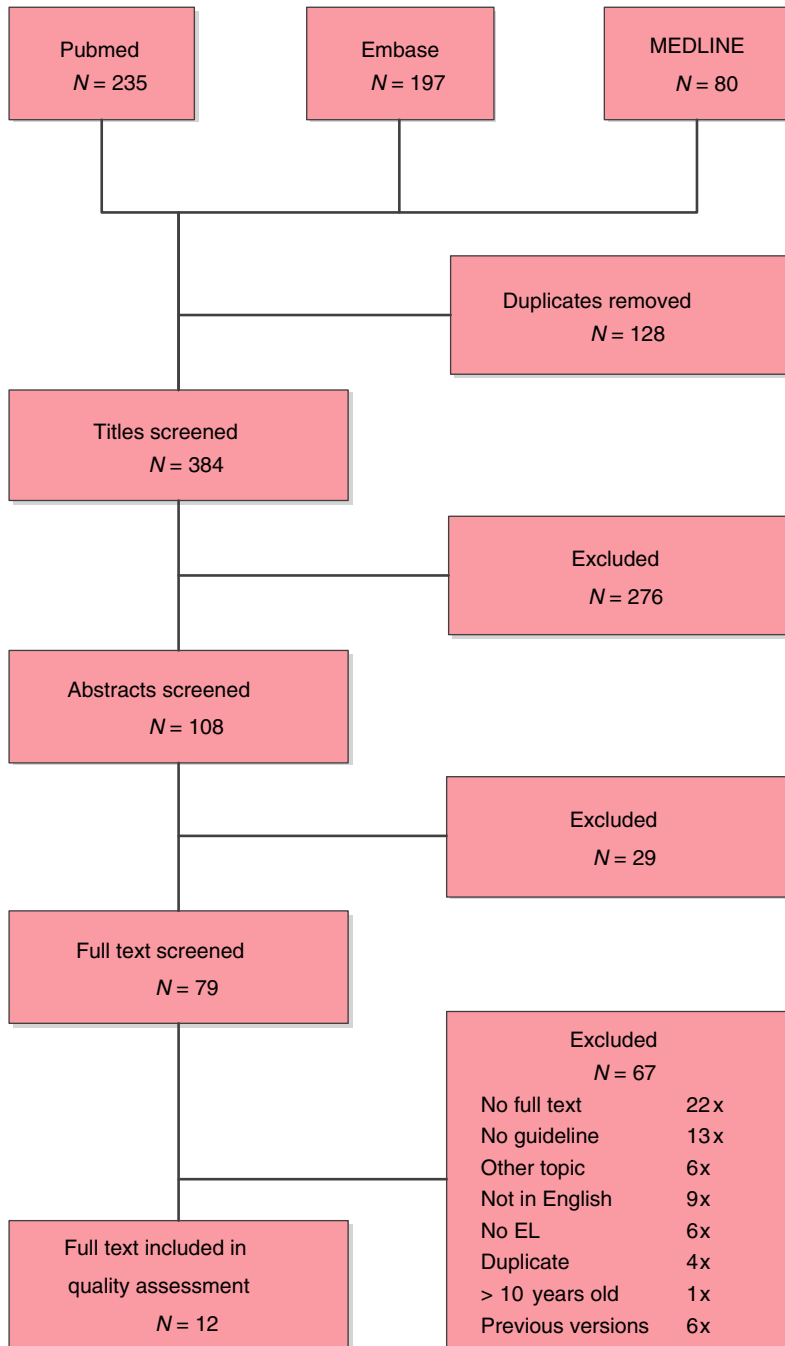 Pubmed
N = 235
Embase
N = 197
MEDLINE
N = 80
Duplicates removed
N = 128
Titles screened
N = 384
Excluded
N = 276
Abstracts screened
N = 108
Excluded
N = 29
Full text screened
N = 79
Excluded
N = 67
No full text 22x
No guideline 13x
Other topic 6x
Not in English 9x
No EL 6x
Duplicate 4x
> 10 years old 1x
Previous versions 6x
Full text included in
quality assessment
N = 12